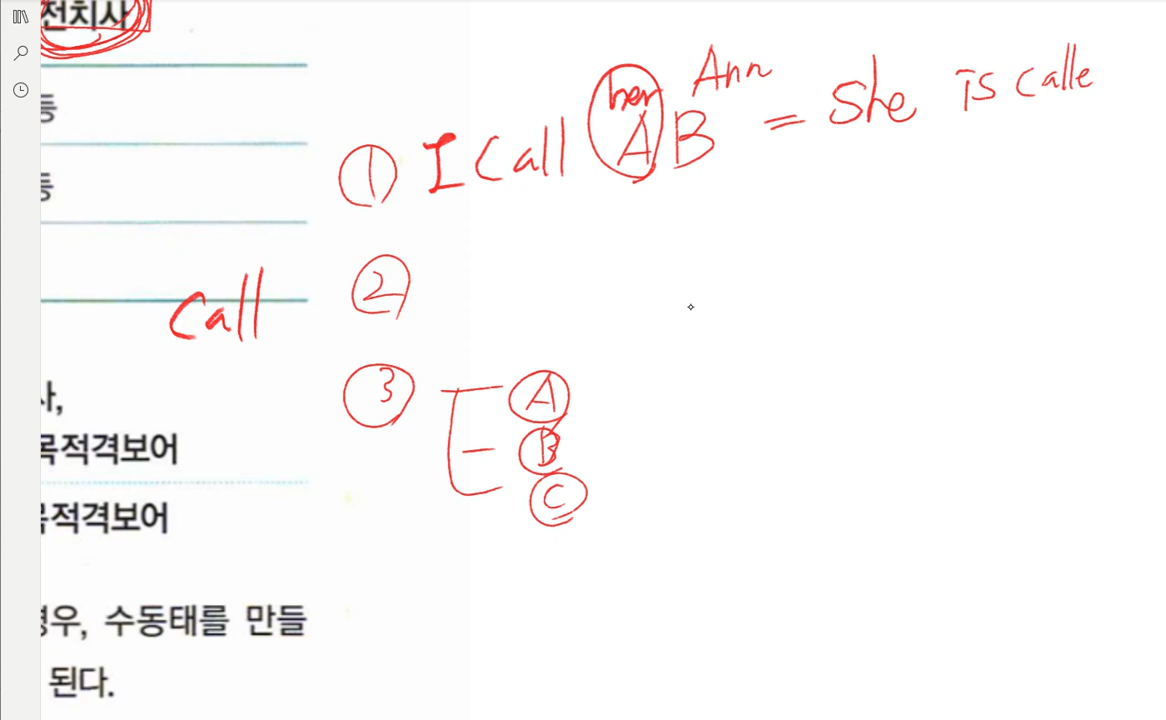 전치사
등
등
① I call her A Ann B = She is calle
②
call
③ Ⓐ
Ⓑ
Ⓒ
사,
목적격보어
목적격보어
경우, 수동태를 만들
된다.